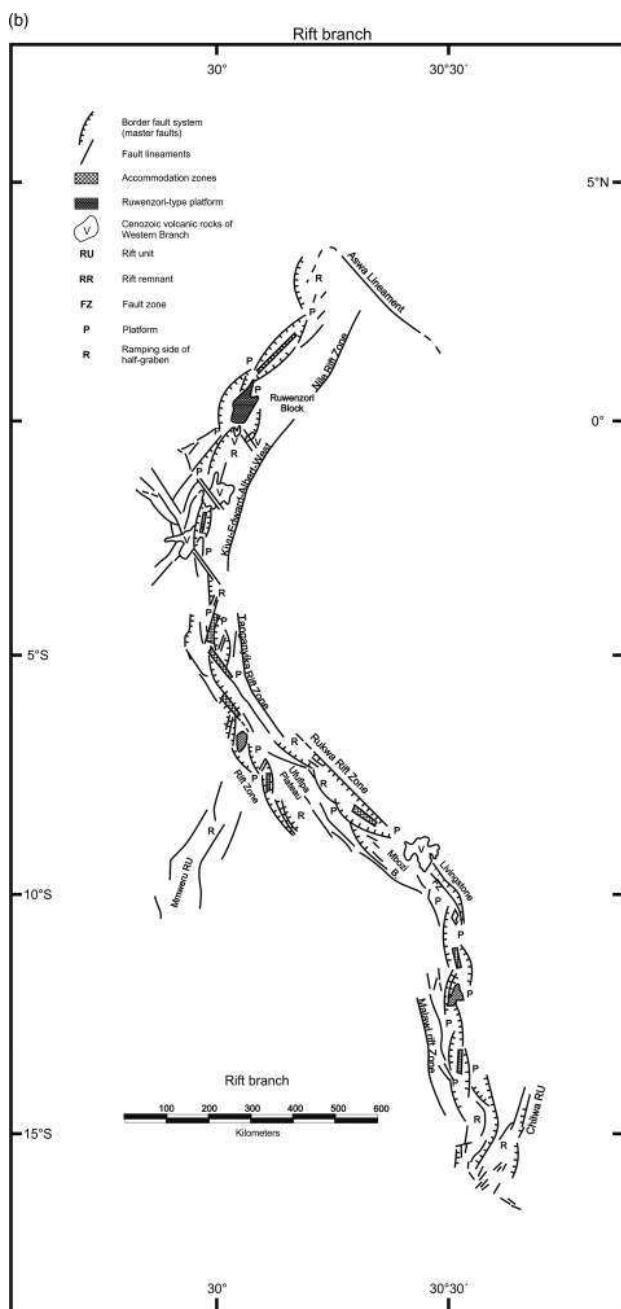 (b)
Rift branch
30°
30°30´
Border fault system
(master faults)
Fault lineaments
Accommodation zones
Ruwenzori-type platform
V
Cenozoic volcanic rocks of
Western Branch
RU
Rift unit
RR
Rift remnant
FZ
Fault zone
P
Platform
R
Ramping side of
half-graben
5°N
R
Aswa Lineament
P
P
Nile Rift Zone
P
Ruwenzori
Block
0°
V
V
R
P
V
Kivu-Edward-Albert-West
V
P
R
P
P
5°S
Tanganyika Rift Zone
P
R
Rukwa Rift Zone
P
Ufufipa
Plateau
R
P
Rift Zone
P
R
R
P
Mbozi
B.
V
Livingstone
FZ
Mmweru RU
10°S
P
P
P
P
Malawi rift Zone
P
P
Rift branch
100
200
300
400
500
600
Kilometers
R
Chilwa RU
15°S
R
30°
30°30´